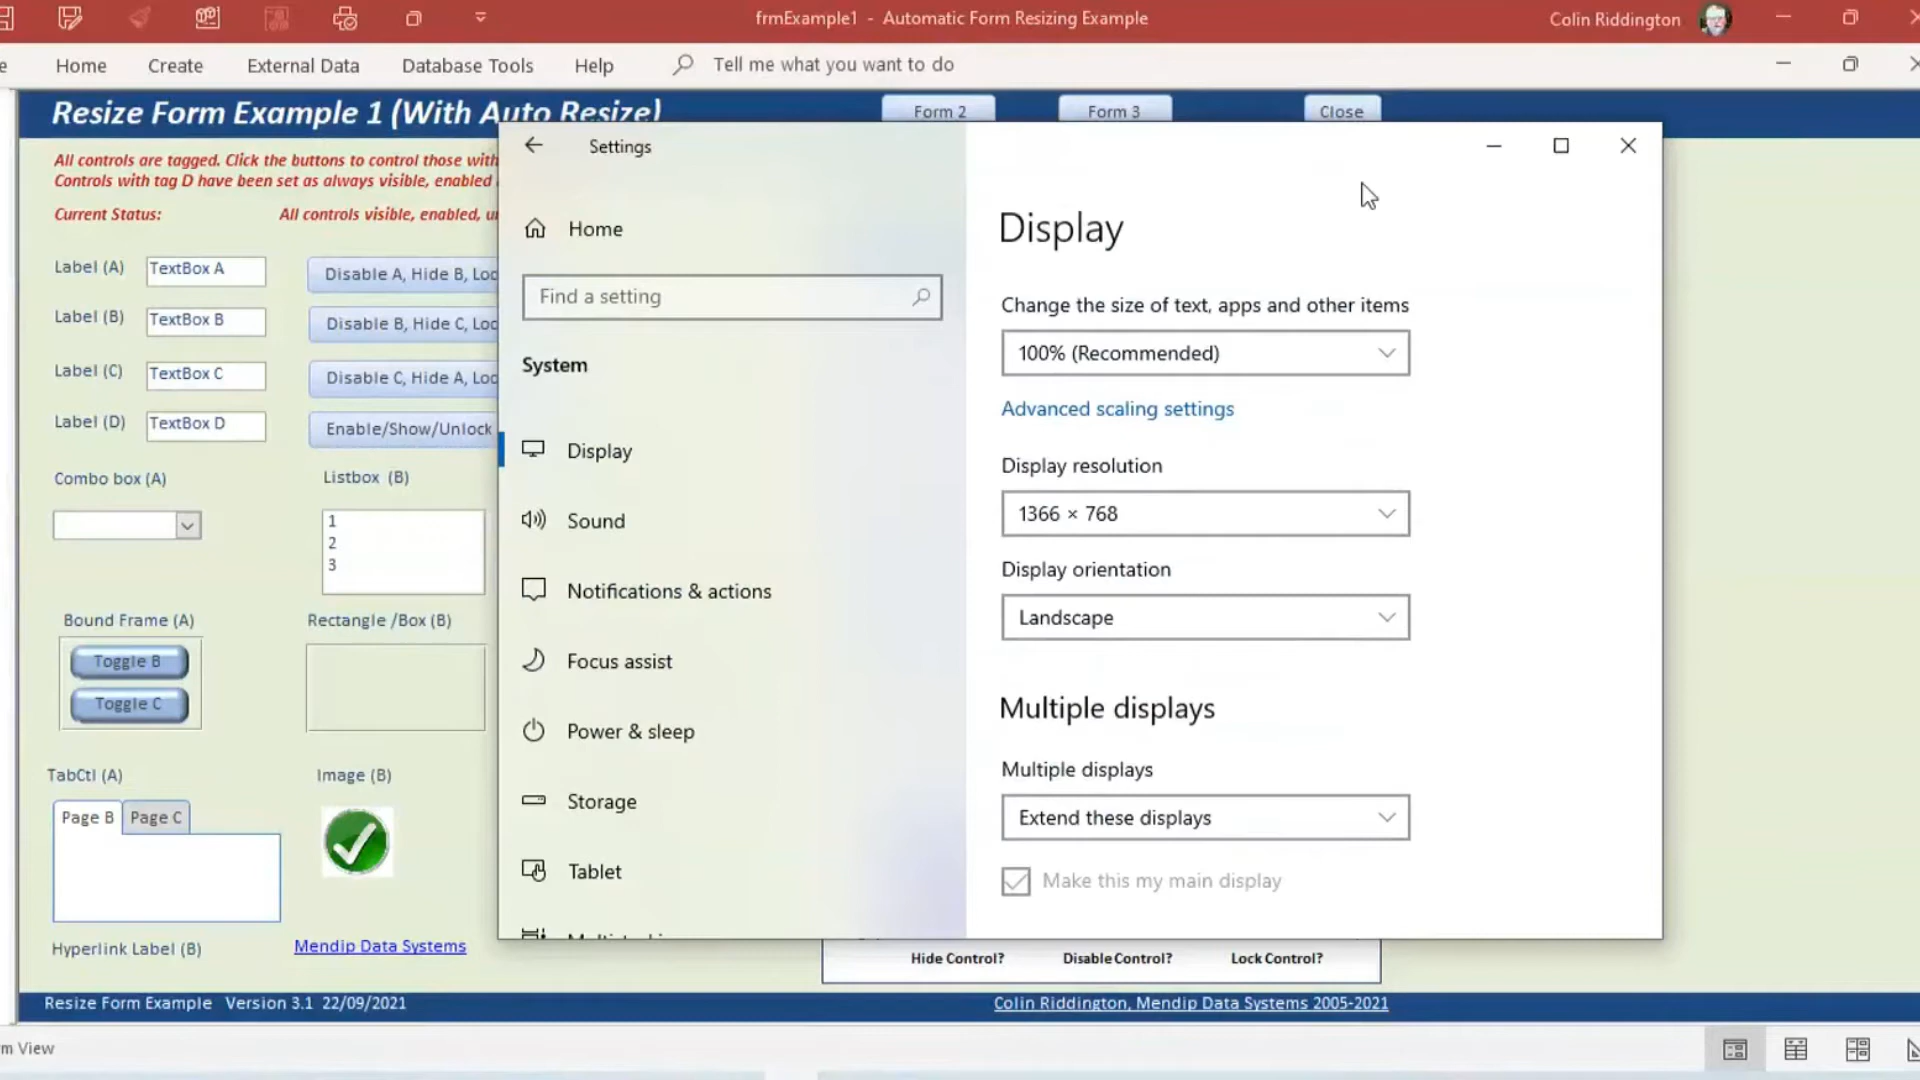 frmExample1 - Automatic Form Resizing Example
Colin Riddington
Home Create External Data Database Tools Help Tell me what you want to do
Resize Form Example 1 (With Auto Resize)
Form 2 Form 3 Close
All controls are tagged. Click the buttons to control those with
Controls with tag D have been set as always visible, enabled
Current Status: All controls visible, enabled,
Label (A) TextBox A Disable A, Hide B,
Label (B) TextBox B Disable B, Hide C,
Label (C) TextBox C Disable C, Hide A,
Label (D) TextBox D Enable/Show/Unlock
Combo box (A) Listbox (B)
1
2
3
Bound Frame (A) Rectangle /Box (B)
Toggle B
Toggle C
TabCtl (A) Image (B)
Page B Page C
Hyperlink Label (B) Mendip Data Systems
Settings
Home
Find a setting
System
Display
Sound
Notifications & actions
Focus assist
Power & sleep
Storage
Tablet
Display
Change the size of text, apps and other items
100% (Recommended)
Advanced scaling settings
Display resolution
1366 × 768
Display orientation
Landscape
Multiple displays
Multiple displays
Extend these displays
Make this my main display
Hide Control? Disable Control? Lock Control?
Resize Form Example Version 3.1 22/09/2021
Colin Riddington, Mendip Data Systems 2005-2021
View